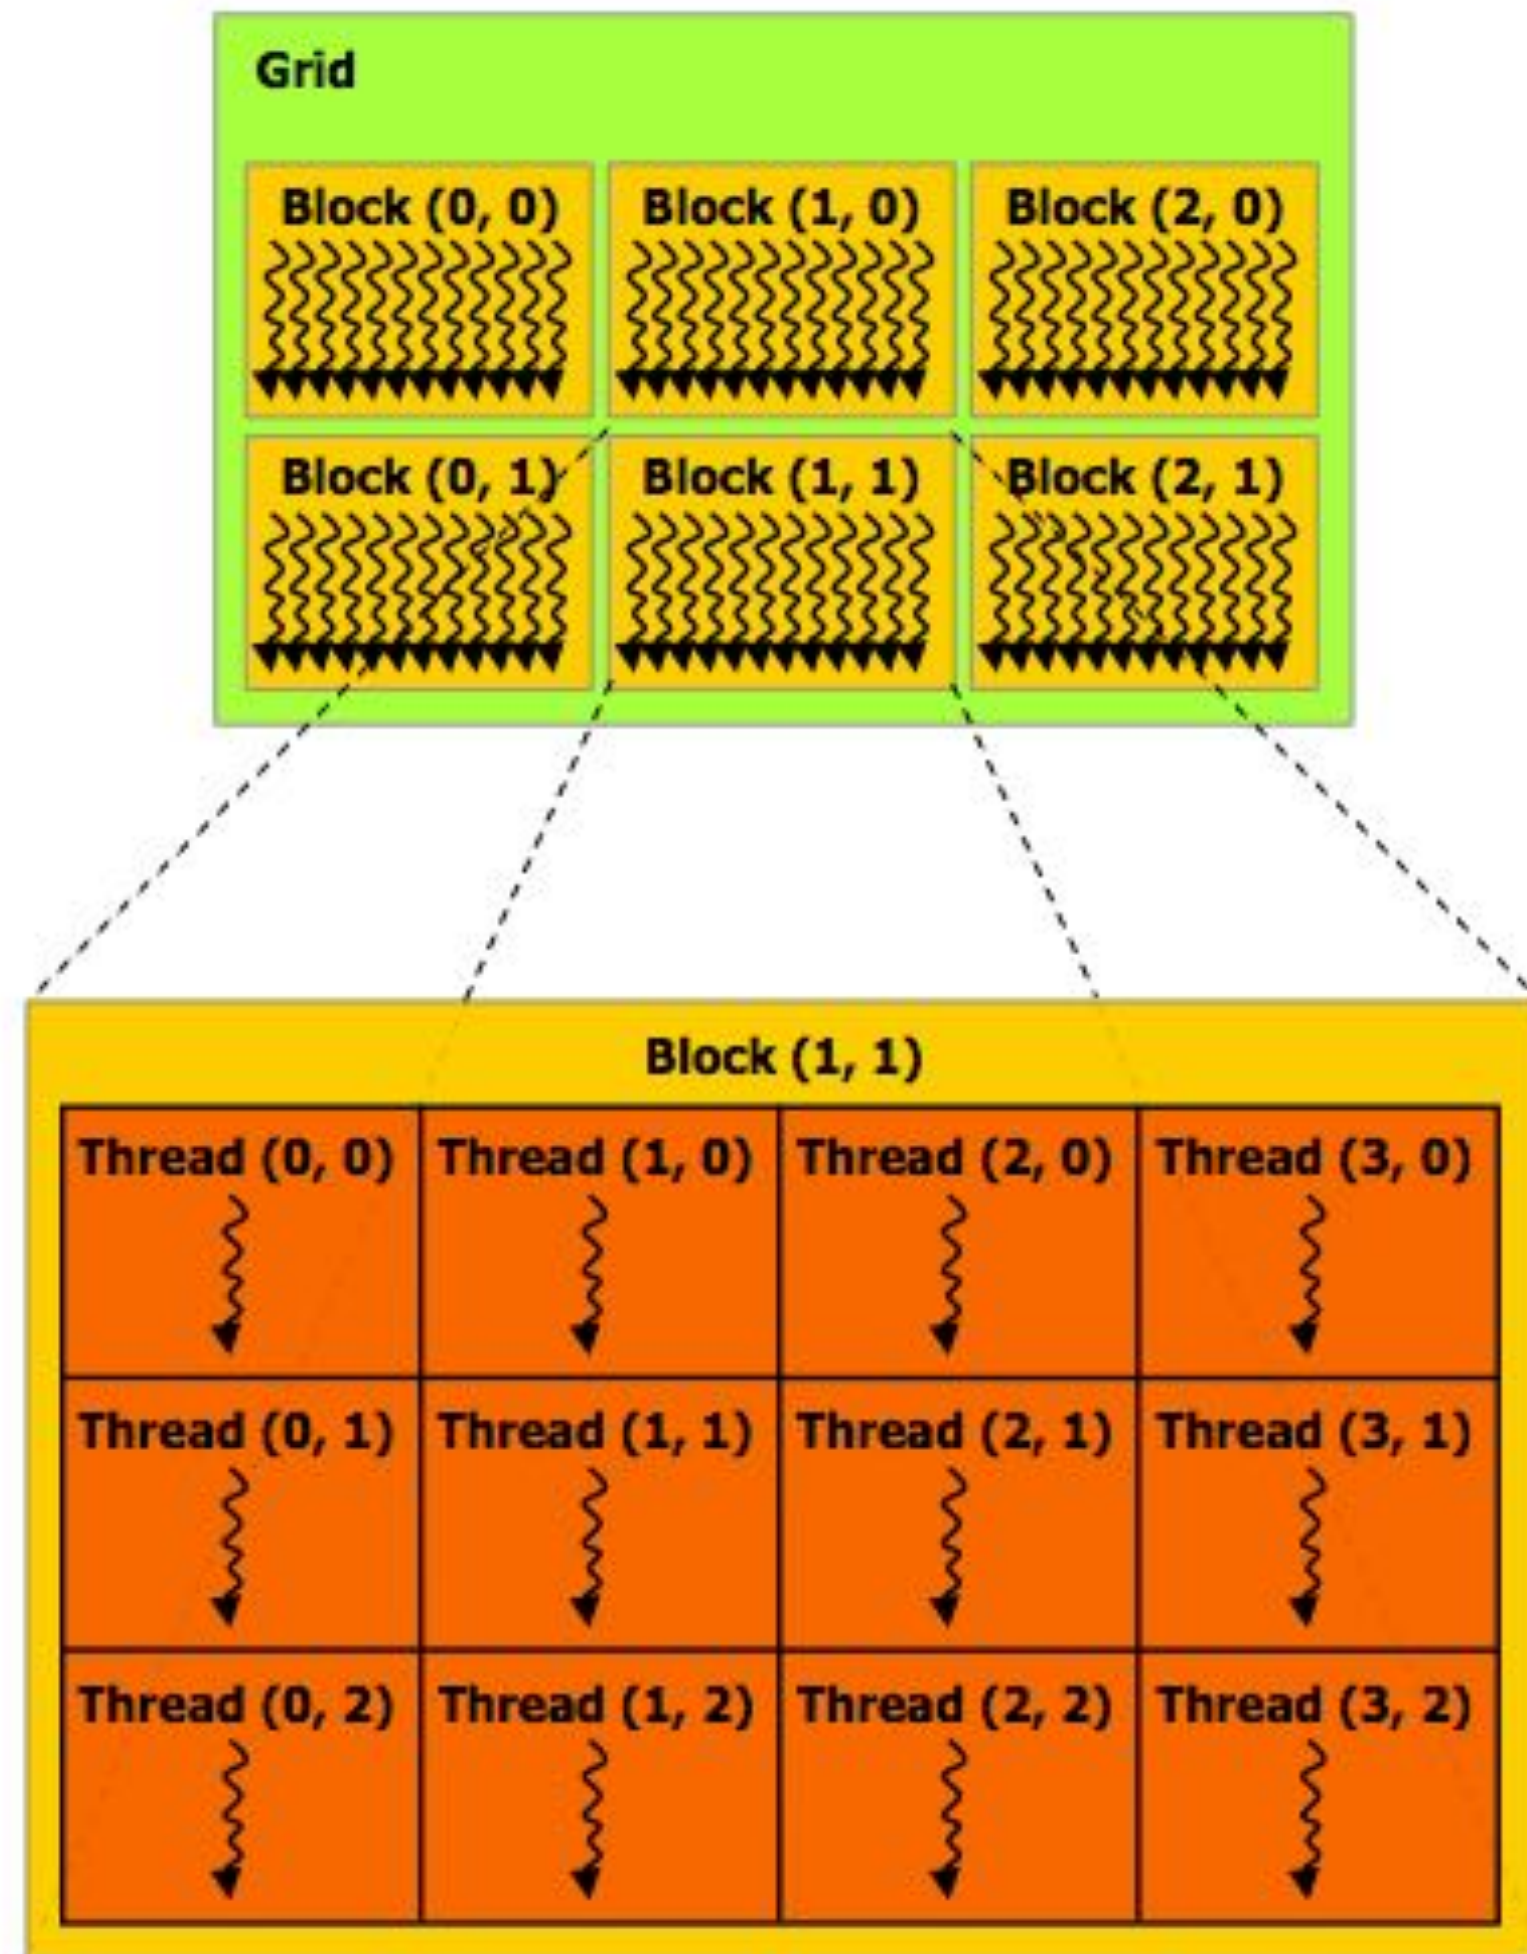 Grid
Block (0, 0) Block (1, 0) Block (2, 0)
Block (0, 1) Block (1, 1) Block (2, 1)
Block (1, 1)
Thread (0, 0) Thread (1, 0) Thread (2, 0) Thread (3, 0)
Thread (0, 1) Thread (1, 1) Thread (2, 1) Thread (3, 1)
Thread (0, 2) Thread (1, 2) Thread (2, 2) Thread (3, 2)